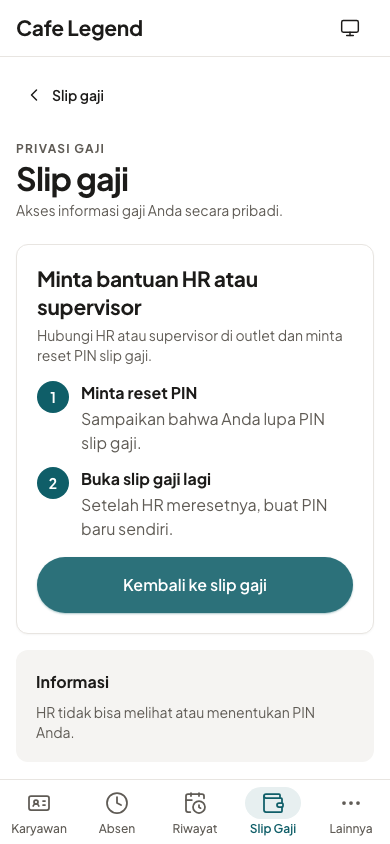 Cafe Legend
Slip gaji
PRIVASI GAJI
Slip gaji
Akses informasi gaji Anda secara pribadi.
Minta bantuan HR atau
supervisor
Hubungi HR atau supervisor di outlet dan minta
reset PIN slip gaji.
1
Minta reset PIN
Sampaikan bahwa Anda lupa PIN
slip gaji.
2
Buka slip gaji lagi
Setelah HR meresetnya, buat PIN
baru sendiri.
Kembali ke slip gaji
Informasi
HR tidak bisa melihat atau menentukan PIN
Anda.
Karyawan
Absen
Riwayat
Slip Gaji
Lainnya